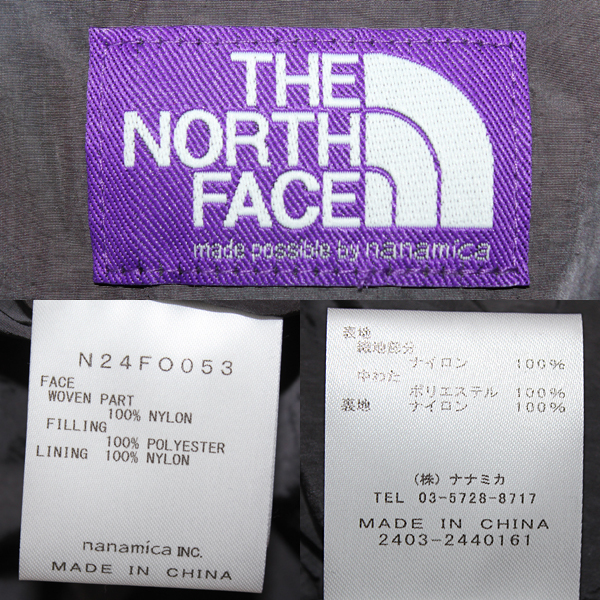 THE
NORTH
FACE
made possible by nanamica
N24FO053
FACE
WOVEN PART
100% NYLON
FILLING
100% POLYESTER
LINING 100% NYLON
nanamica INC.
MADE IN CHINA
表地
織地部分
ナイロン 100%
中わた
ポリエステル 100%
裏地 ナイロン 100%
(株) ナナミカ
TEL 03-5728-8717
MADE IN CHINA
2403-2440161